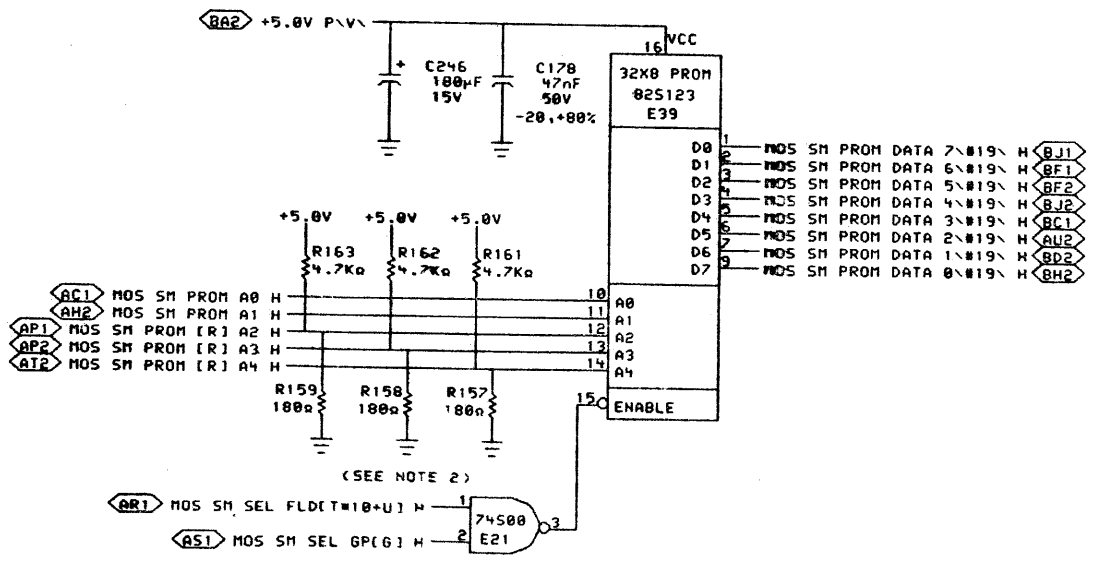 BA2 +5.0V P\V\
16 VCC
C246
180µF
15V
C178
47nF
50V
-20,+80%
32X8 PROM
82S123
E39
D0 1 MOS SM PROM DATA 7\#19\ H BJ1
D1 2 MOS SM PROM DATA 6\#19\ H BF1
D2 3 MOS SM PROM DATA 5\#19\ H BF2
D3 4 MOS SM PROM DATA 4\#19\ H BJ2
D4 5 MOS SM PROM DATA 3\#19\ H BC1
D5 6 MOS SM PROM DATA 2\#19\ H AU2
D6 7 MOS SM PROM DATA 1\#19\ H BD2
D7 9 MOS SM PROM DATA 0\#19\ H BH2
+5.0V +5.0V +5.0V
R163
4.7KΩ
R162
4.7KΩ
R161
4.7KΩ
AC1 MOS SM PROM A0 H 10 A0
AH2 MOS SM PROM A1 H 11 A1
AP1 MOS SM PROM [R] A2 H 12 A2
AP2 MOS SM PROM [R] A3 H 13 A3
AT2 MOS SM PROM [R] A4 H 14 A4
R159
180Ω
R158
180Ω
R157
180Ω
15 ENABLE
(SEE NOTE 2)
AR1 MOS SM SEL FLD[T*10+U] H 1
74S00
E21
3
AS1 MOS SM SEL GP[G] H 2